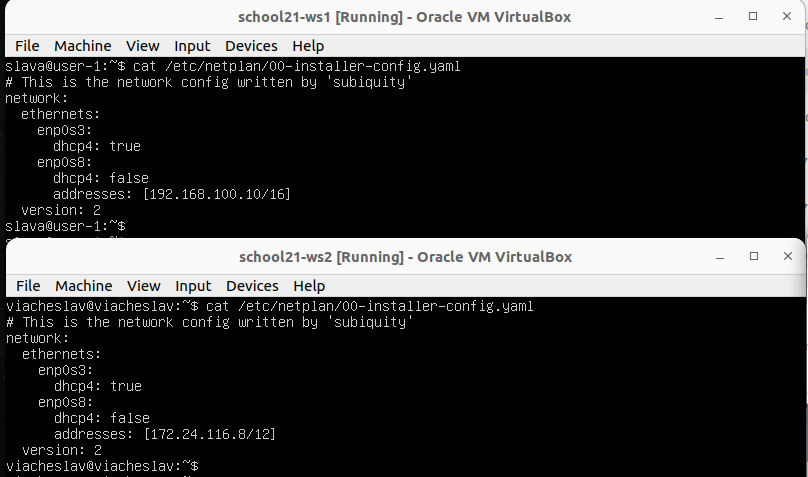 school21-ws1 [Running] - Oracle VM VirtualBox
File Machine View Input Devices Help
slava@user-1:~$ cat /etc/netplan/00-installer-config.yaml
# This is the network config written by 'subiquity'
network:
  ethernets:
    enp0s3:
      dhcp4: true
    enp0s8:
      dhcp4: false
      addresses: [192.168.100.10/16]
  version: 2
slava@user-1:~$
school21-ws2 [Running] - Oracle VM VirtualBox
File Machine View Input Devices Help
viacheslav@viacheslav:~$ cat /etc/netplan/00-installer-config.yaml
# This is the network config written by 'subiquity'
network:
  ethernets:
    enp0s3:
      dhcp4: true
    enp0s8:
      dhcp4: false
      addresses: [172.24.116.8/12]
  version: 2
viacheslav@viacheslav:~$